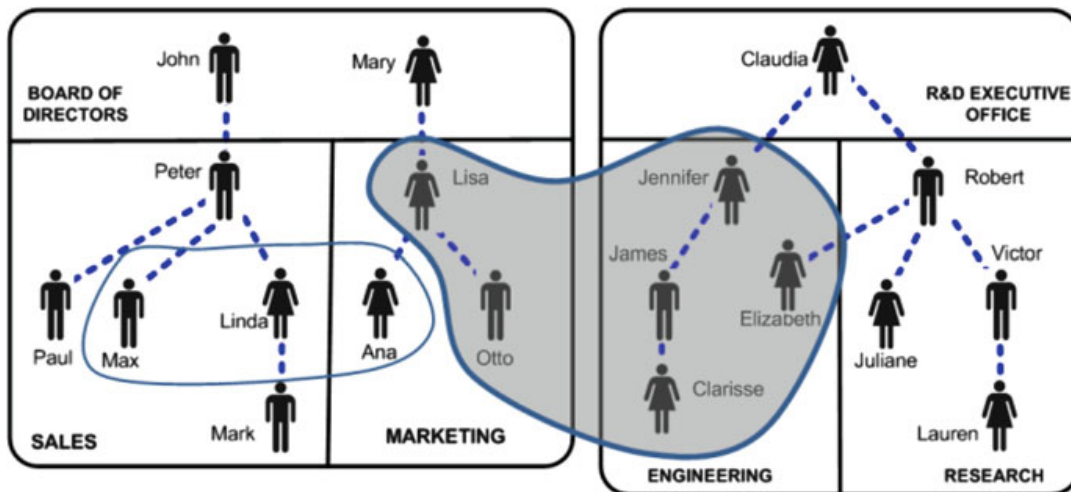 John
Mary
Claudia
BOARD OF
DIRECTORS
R&D EXECUTIVE
OFFICE
Peter
Lisa
Jennifer
Robert
James
Victor
Linda
Elizabeth
Paul
Max
Ana
Otto
Juliane
Clarisse
Mark
Lauren
SALES
MARKETING
ENGINEERING
RESEARCH